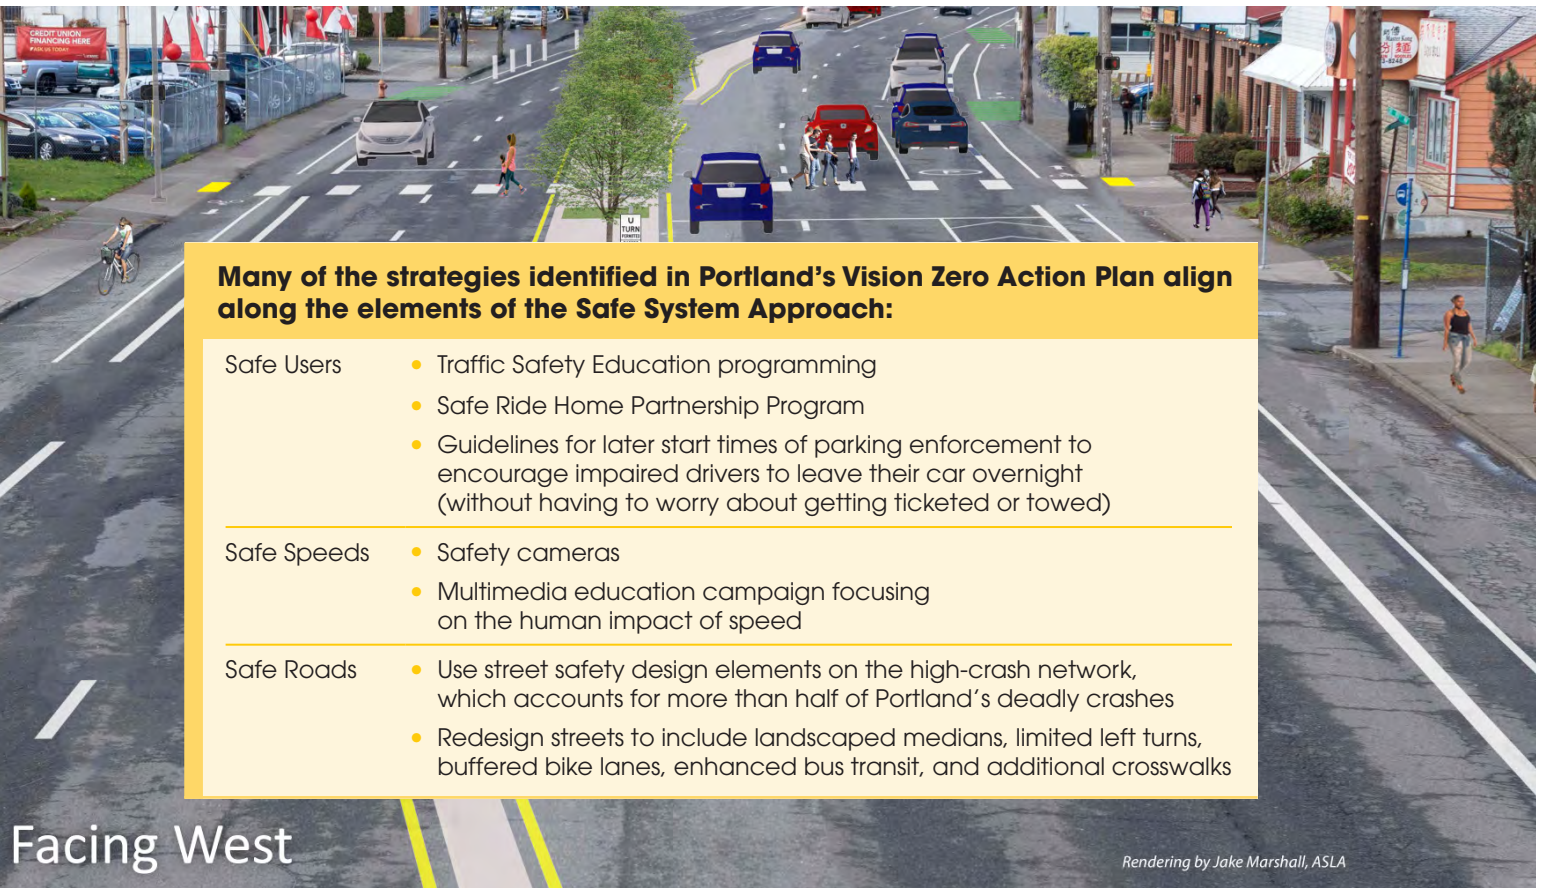 CREDIT UNION
FINANCING HERE
ASK US TODAY
U
TURN
PERMITTED
Many of the strategies identified in Portland’s Vision Zero Action Plan align
along the elements of the Safe System Approach:
Safe Users
• Traffic Safety Education programming
• Safe Ride Home Partnership Program
• Guidelines for later start times of parking enforcement to
encourage impaired drivers to leave their car overnight
(without having to worry about getting ticketed or towed)
Safe Speeds
• Safety cameras
• Multimedia education campaign focusing
on the human impact of speed
Safe Roads
• Use street safety design elements on the high-crash network,
which accounts for more than half of Portland’s deadly crashes
• Redesign streets to include landscaped medians, limited left turns,
buffered bike lanes, enhanced bus transit, and additional crosswalks
Facing West
Rendering by Jake Marshall, ASLA